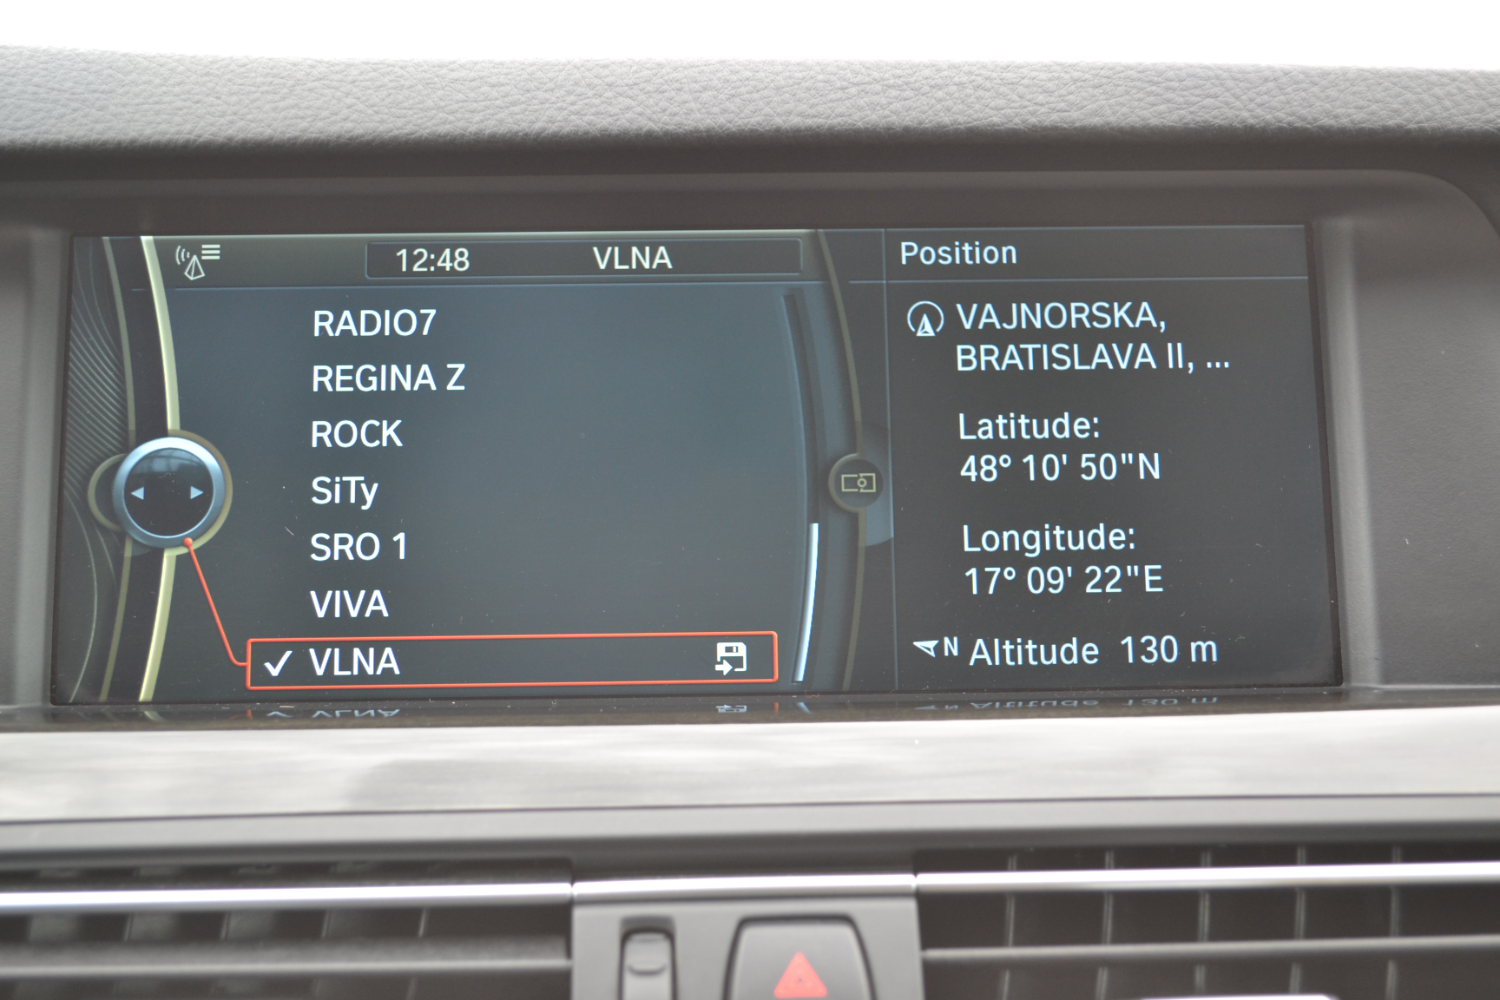 12:48 VLNA
RADIO7
REGINA Z
ROCK
SiTy
SRO 1
VIVA
VLNA
Position
VAJNORSKA,
BRATISLAVA II, ...
Latitude:
48° 10' 50"N
Longitude:
17° 09' 22"E
N Altitude 130 m